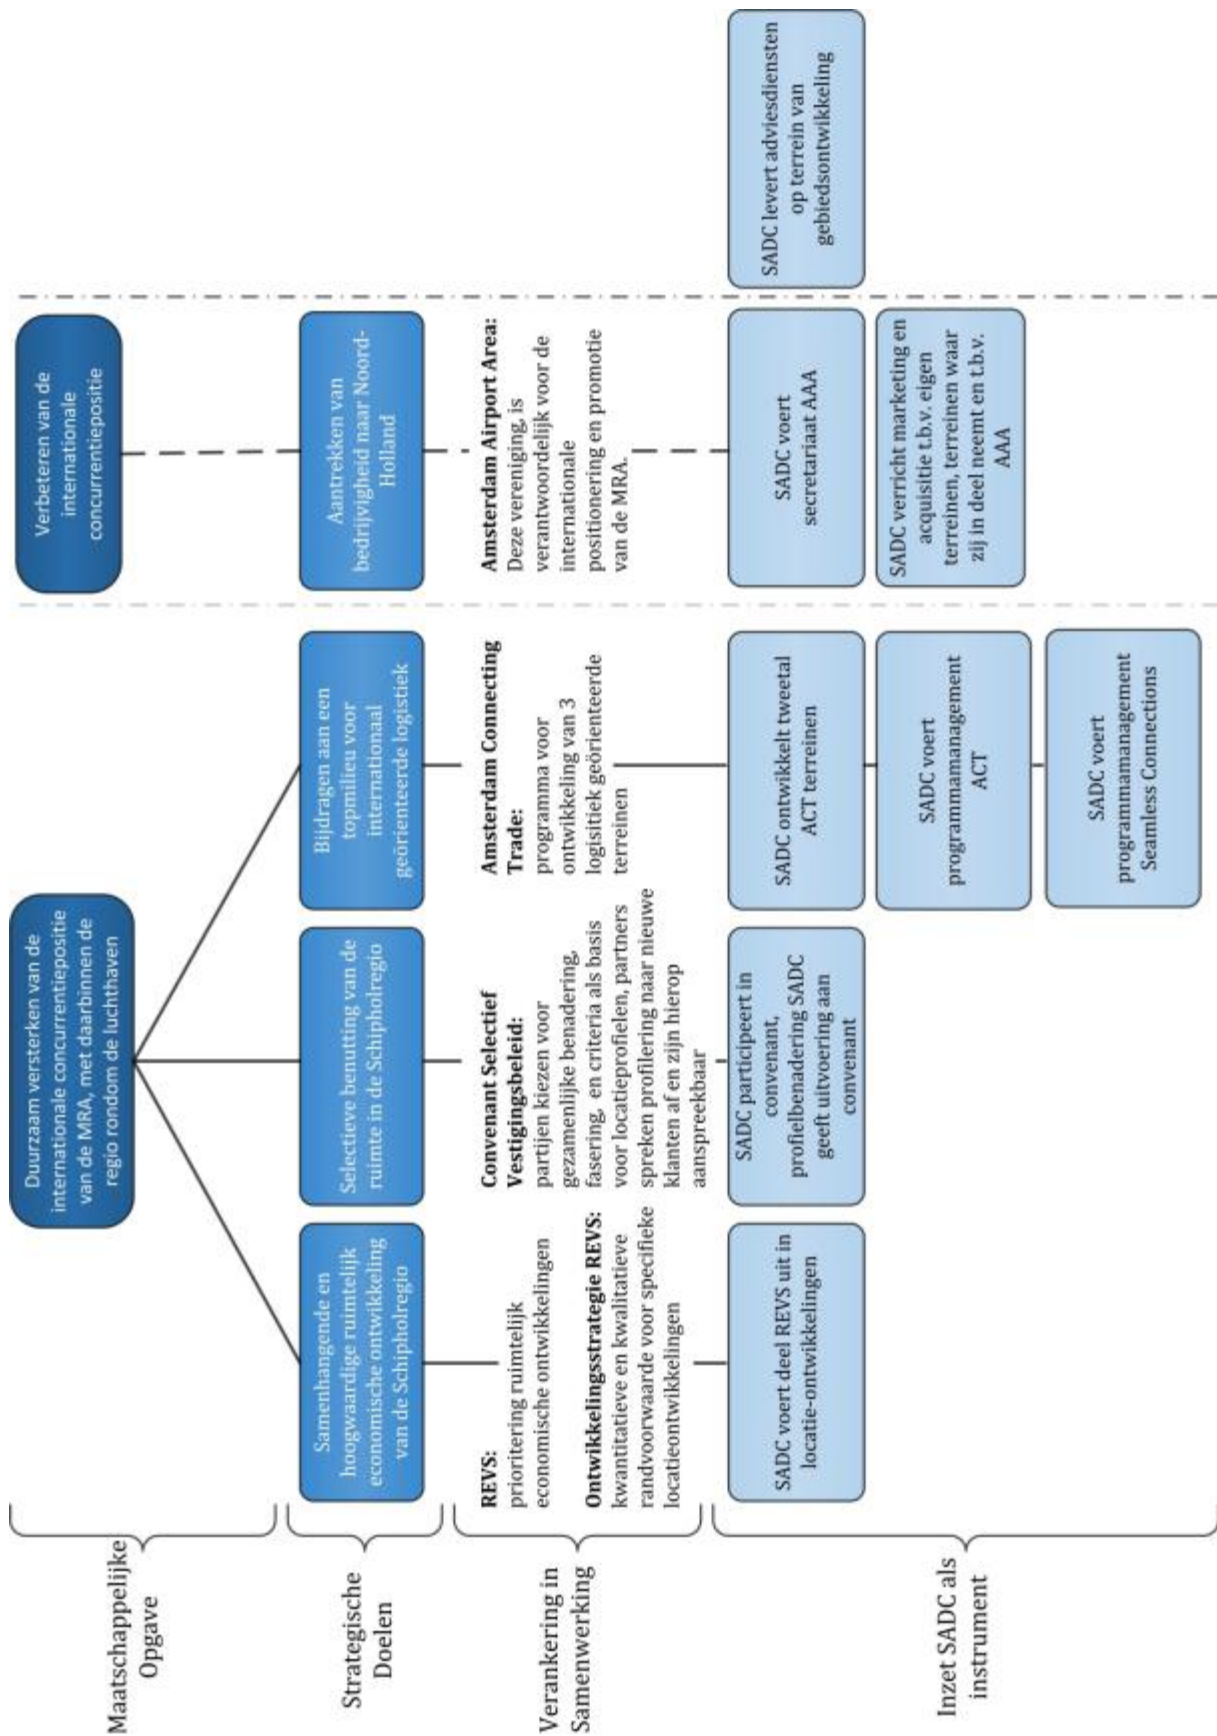 Maatschappelijke
Opgave
Duurzaam versterken van de
internationale concurrentiepositie
van de MRA, met daarbinnen de
regio rondom de luchthaven
Verbeteren van de
internationale
concurrentiepositie
Strategische
Doelen
Samenhangende en
hoogwaardige ruimtelijk
economische ontwikkeling
van de Schipholregio
Selectieve benutting van de
ruimte in de Schipholregio
Bijdragen aan een
topmilieu voor
internationaal
geörienteerde logistiek
Aantrekken van
bedrijvigheid naar Noord-
Holland
Verankering in
Samenwerking
REVS:
prioritering ruimtelijk
economische ontwikkelingen
Ontwikkelingsstrategie REVS:
kwantitatieve en kwalitatieve
randvoorwaarde voor specifieke
locatieontwikkelingen
Convenant Selectief
Vestigingsbeleid:
partijen kiezen voor
gezamenlijke benadering,
fasering, en criteria als basis
voor locatieprofielen, partners
spreken profilering naar nieuwe
klanten af en zijn hierop
aanspreekbaar
Amsterdam Connecting
Trade:
programma voor
ontwikkeling van 3
logisitiek geörienteerde
terreinen
Amsterdam Airport Area:
Deze vereniging, is
verantwoordelijk voor de
internationale
positionering en promotie
van de MRA.
Inzet SADC als
instrument
SADC voert deel REVS uit in
locatie-ontwikkelingen
SADC participeert in
convenant,
profielbenadering SADC
geeft uitvoering aan
convenant
SADC ontwikkelt tweetal
ACT terreinen
SADC voert
programmamanagement
ACT
SADC voert
programmamanagement
Seamless Connections
SADC voert
secretariaat AAA
SADC verricht marketing en
acquisitie t.b.v. eigen
terreinen, terreinen waar
zij in deel neemt en t.b.v.
AAA
SADC levert adviesdiensten
op terrein van
gebiedsontwikkeling